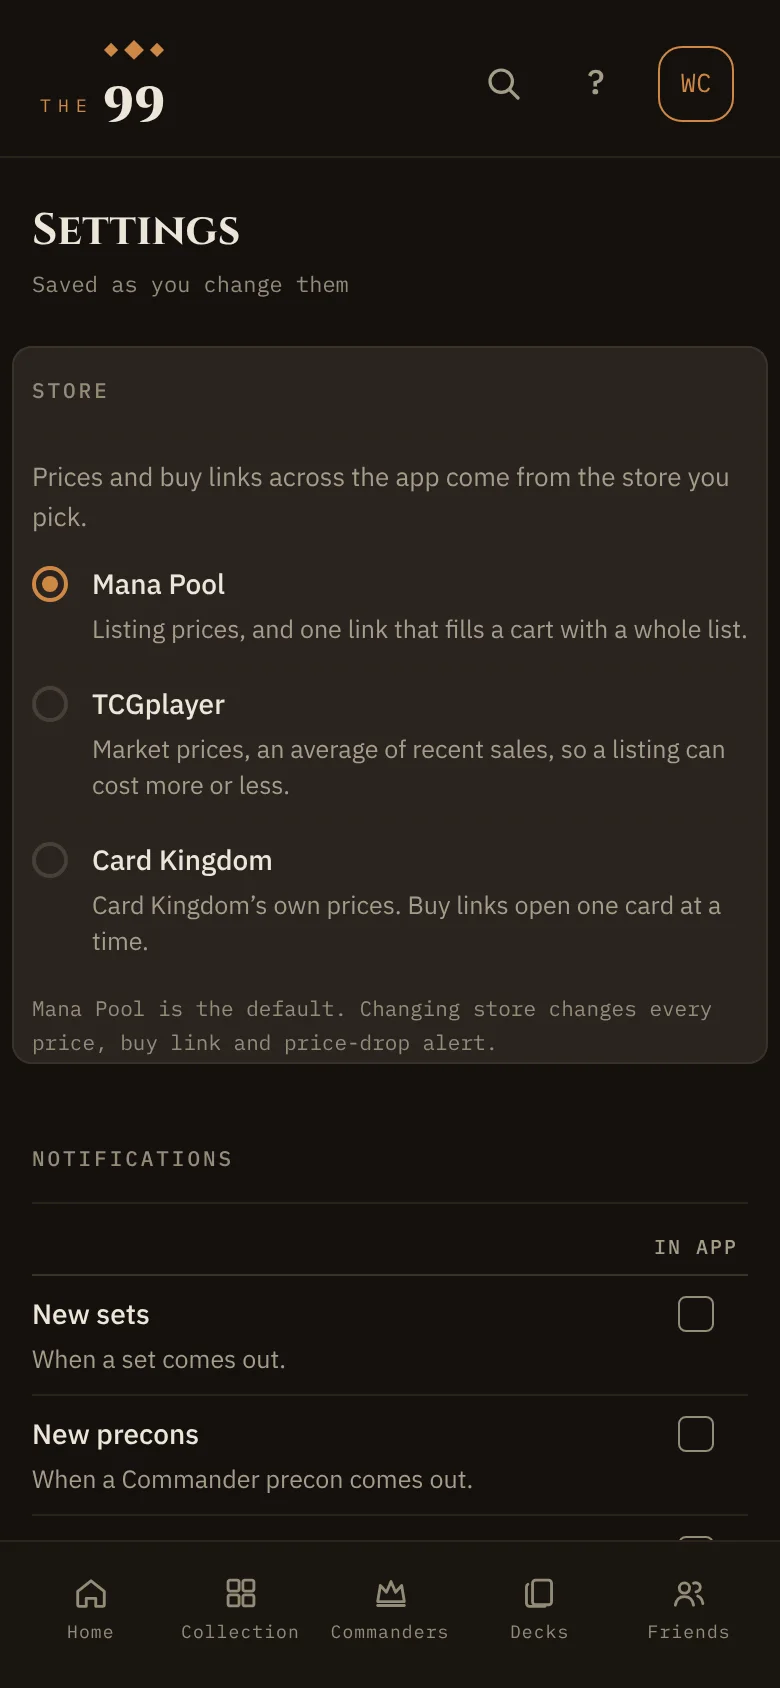 THE 99
?
WC
SETTINGS
Saved as you change them
STORE
Prices and buy links across the app come from the store you
pick.
Mana Pool
Listing prices, and one link that fills a cart with a whole list.
TCGplayer
Market prices, an average of recent sales, so a listing can
cost more or less.
Card Kingdom
Card Kingdom’s own prices. Buy links open one card at a
time.
Mana Pool is the default. Changing store changes every
price, buy link and price-drop alert.
NOTIFICATIONS
IN APP
New sets
When a set comes out.
New precons
When a Commander precon comes out.
Home
Collection
Commanders
Decks
Friends